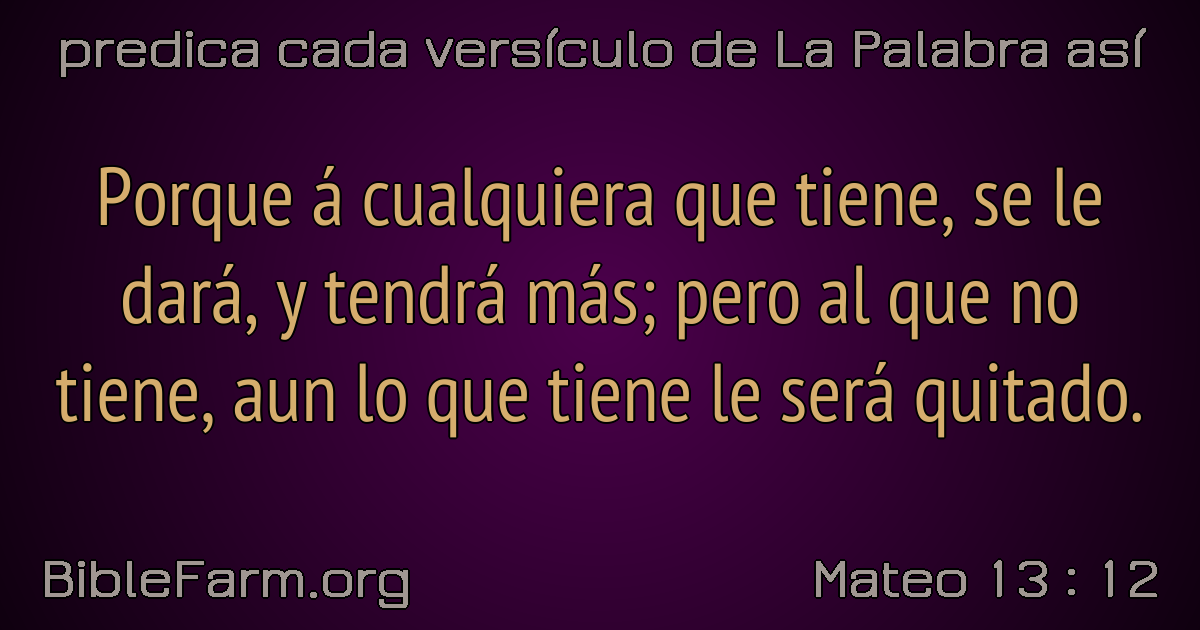 predica cada versículo de La Palabra así
Porque á cualquiera que tiene, se le
dará, y tendrá más; pero al que no
tiene, aun lo que tiene le será quitado.
BibleFarm.org
Mateo 13 : 12